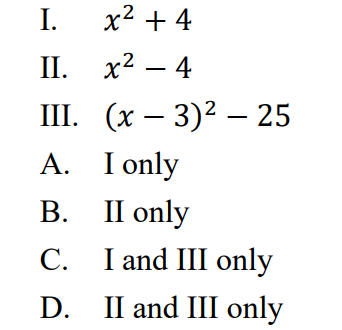 I. x² + 4
II. x² − 4
III. (x − 3)² − 25
A. I only
B. II only
C. I and III only
D. II and III only